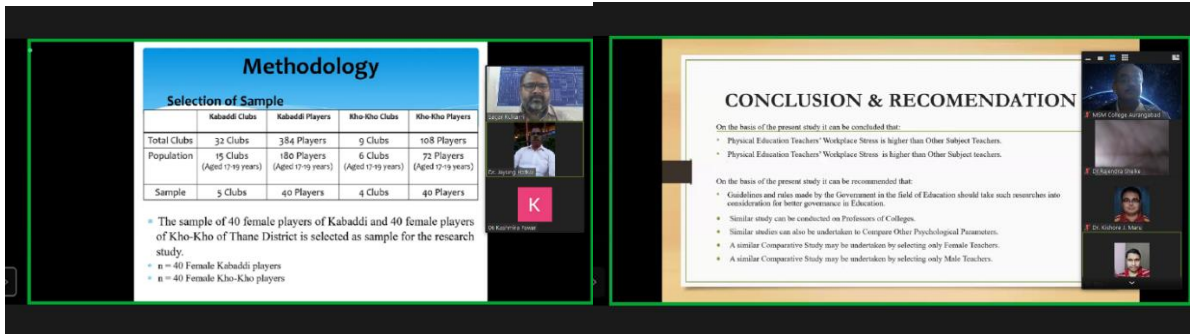 Methodology
Selection of Sample
Kabaddi Clubs Kabaddi Players Kho-Kho Clubs Kho-Kho Players
Total Clubs 32 Clubs 384 Players 9 Clubs 108 Players
Population 15 Clubs 180 Players 6 Clubs 72 Players
(Aged 17-19 years) (Aged 17-19 years) (Aged 17-19 years) (Aged 17-19 years)
Sample 5 Clubs 40 Players 4 Clubs 40 Players
The sample of 40 female players of Kabaddi and 40 female players
of Kho-Kho of Thane District is selected as sample for the research
study.
n = 40 Female Kabaddi players
n = 40 Female Kho-Kho players
K
CONCLUSION & RECOMENDATION
On the basis of the present study it can be concluded that:
Physical Education Teachers' Workplace Stress is higher than Other Subject Teachers.
Physical Education Teachers' Workplace Stress is higher than Other Subject teachers.
On the basis of the present study it can be recommended that:
Guidelines and rules made by the Government in the field of Education should take such researches into
consideration for better governance in Education.
Similar study can be conducted on Professors of Colleges.
Similar studies can also be undertaken to Compare Other Psychological Parameters.
A similar Comparative Study may be undertaken by selecting only Female Teachers.
A similar Comparative Study may be undertaken by selecting only Male Teachers.
MSM College Aurangabad
Dr. Kishore J. Maru